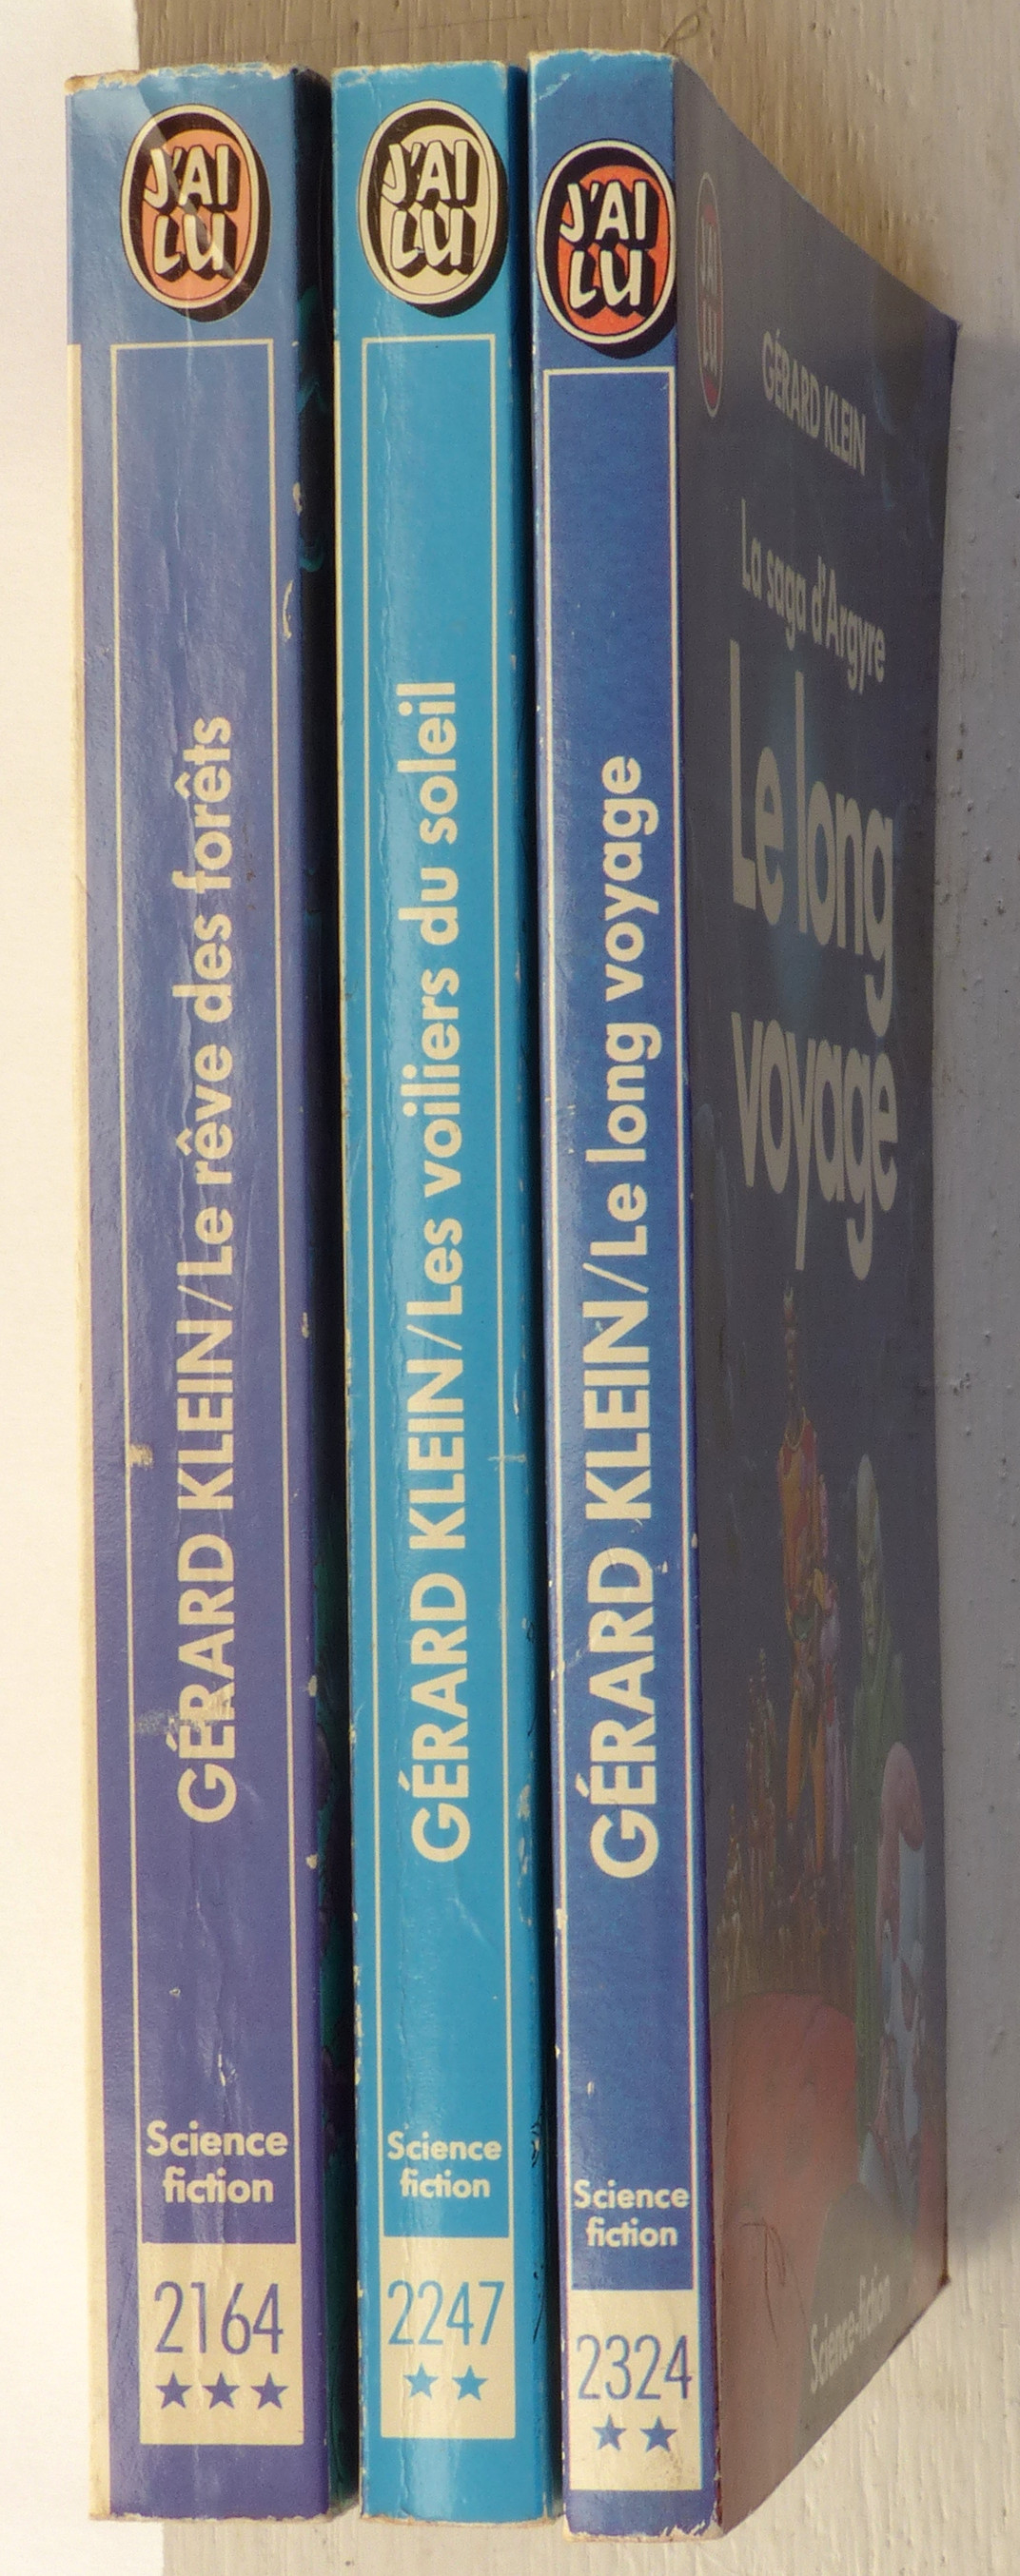 J'AI
LU
GÉRARD KLEIN/Le rêve des forêts
Science
fiction
2164
★★★
J'AI
LU
GÉRARD KLEIN/Les voiliers du soleil
Science
fiction
2247
★★
J'AI
LU
GÉRARD KLEIN/Le long voyage
Science
fiction
2324
★★
J'AI
LU
GÉRARD KLEIN
La saga d'Argyre
Le long
voyage
Science-fiction